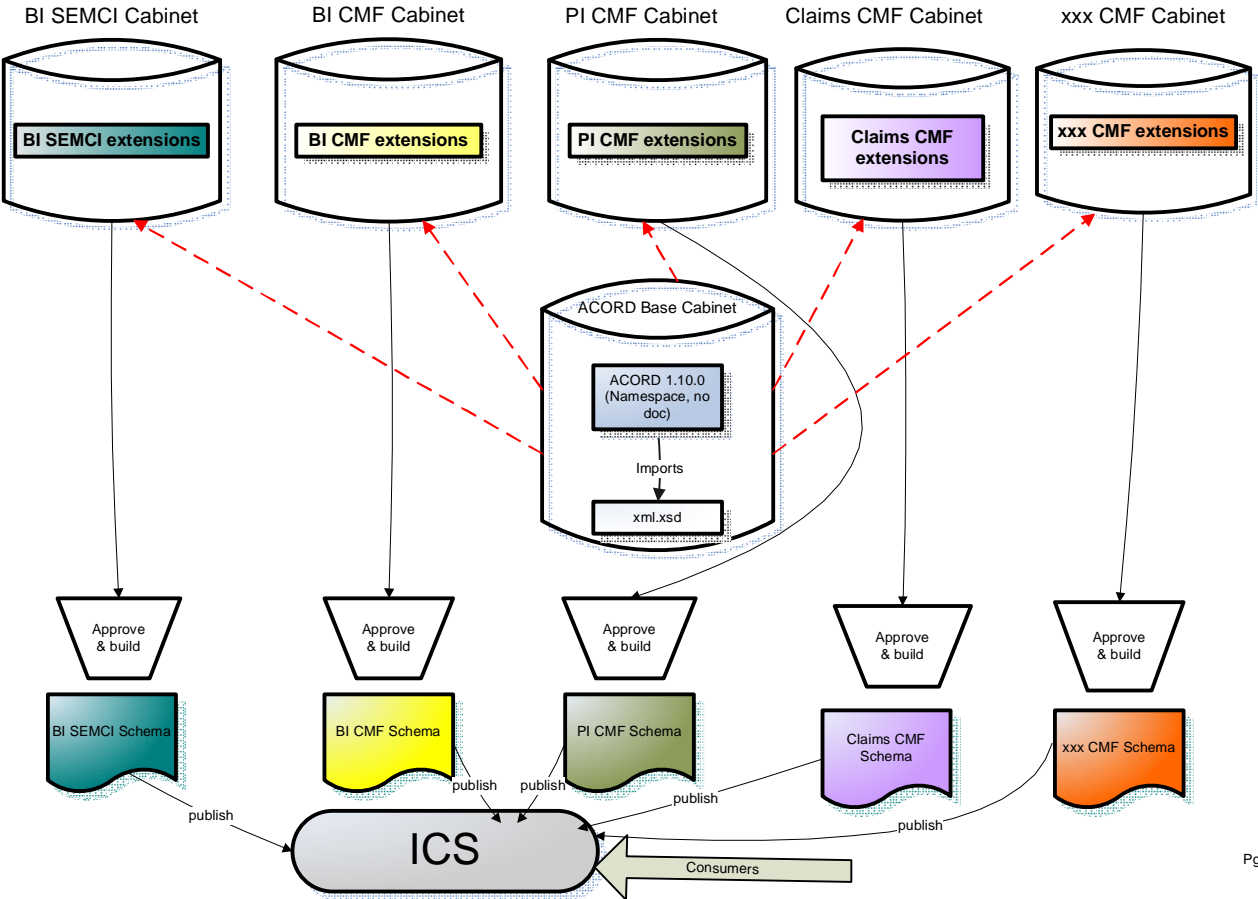 BI SEMCI Cabinet
BI CMF Cabinet
PI CMF Cabinet
Claims CMF Cabinet
xxx CMF Cabinet
BI SEMCI extensions
BI CMF extensions
PI CMF extensions
Claims CMF
extensions
xxx CMF extensions
ACORD Base Cabinet
ACORD 1.10.0
(Namespace, no
doc)
Imports
xml.xsd
Approve
& build
Approve
& build
Approve
& build
Approve
& build
Approve
& build
BI SEMCI Schema
BI CMF Schema
PI CMF Schema
Claims CMF
Schema
xxx CMF Schema
publish
publish
publish
publish
publish
ICS
Consumers
Pg